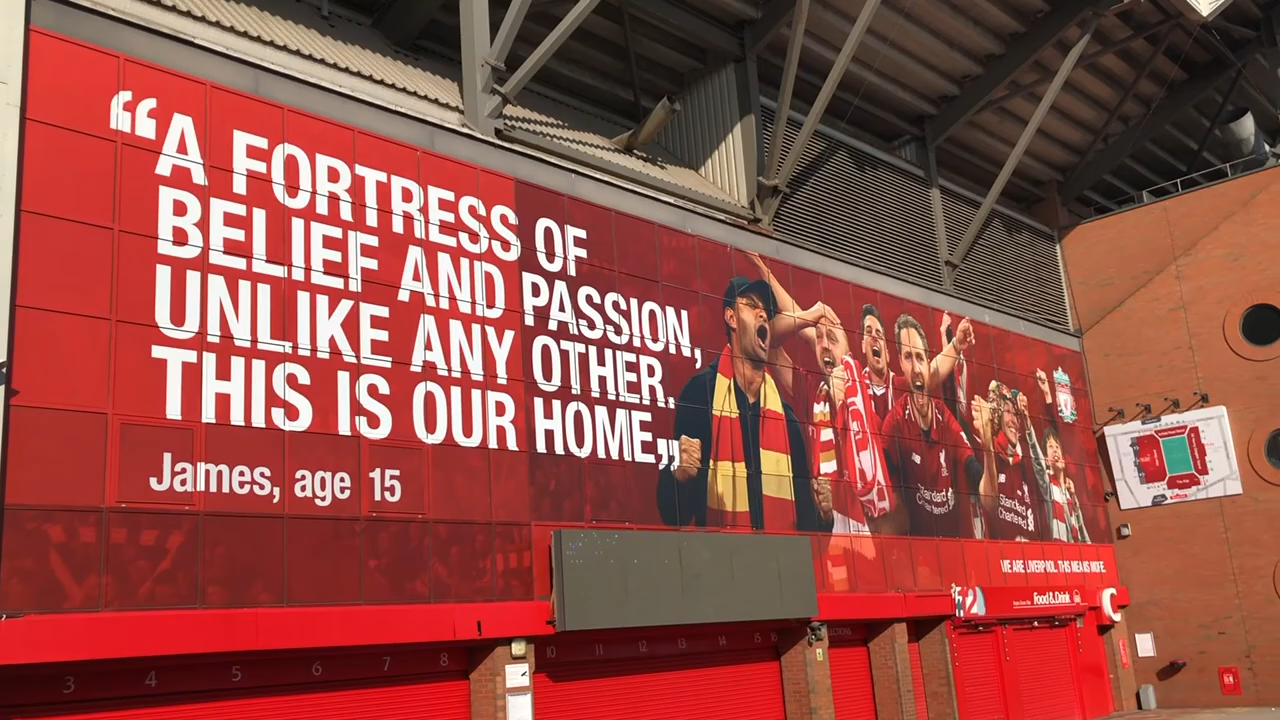 “A FORTRESS OF
BELIEF AND PASSION,
UNLIKE ANY OTHER.
THIS IS OUR HOME„
James, age 15
Standard
Chartered
Standard
Chartered
WE ARE LIVERPOOL. THIS MEANS MORE.
Food & Drink
C
3 4 5 6 7 8 10 11 12 13 14 15 16